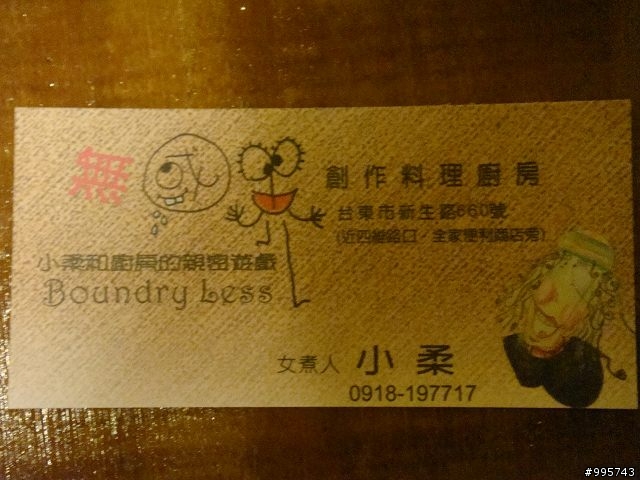 無
創作料理廚房
台東市新生路660號
(近四維路口，全家便利商店旁)
小柔和廚房的親密遊戲
Boundry Less
女煮人 小柔
0918-197717
#995743